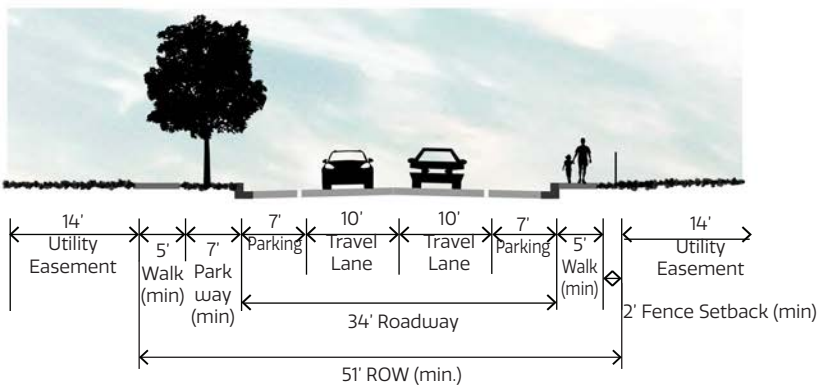 14'
Utility
Easement
5'
Walk
(min)
7'
Park
way
(min)
7'
Parking
10'
Travel
Lane
10'
Travel
Lane
7'
Parking
5'
Walk
(min)
14'
Utility
Easement
2' Fence Setback (min)
34' Roadway
51' ROW (min.)